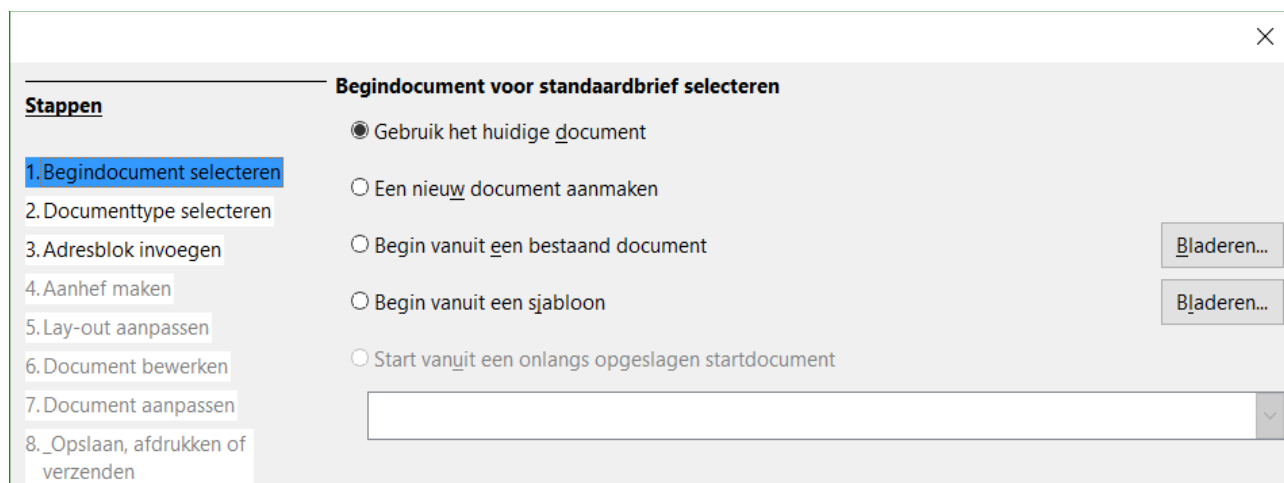 Stappen
1. Begindocument selecteren
2. Documenttype selecteren
3. Adresblok invoegen
4. Aanhef maken
5. Lay-out aanpassen
6. Document bewerken
7. Document aanpassen
8. _Opslaan, afdrukken of
verzenden
Begindocument voor standaardbrief selecteren
Gebruik het huidige document
Een nieuw document aanmaken
Begin vanuit een bestaand document
Bladeren...
Begin vanuit een sjabloon
Bladeren...
Start vanuit een onlangs opgeslagen startdocument